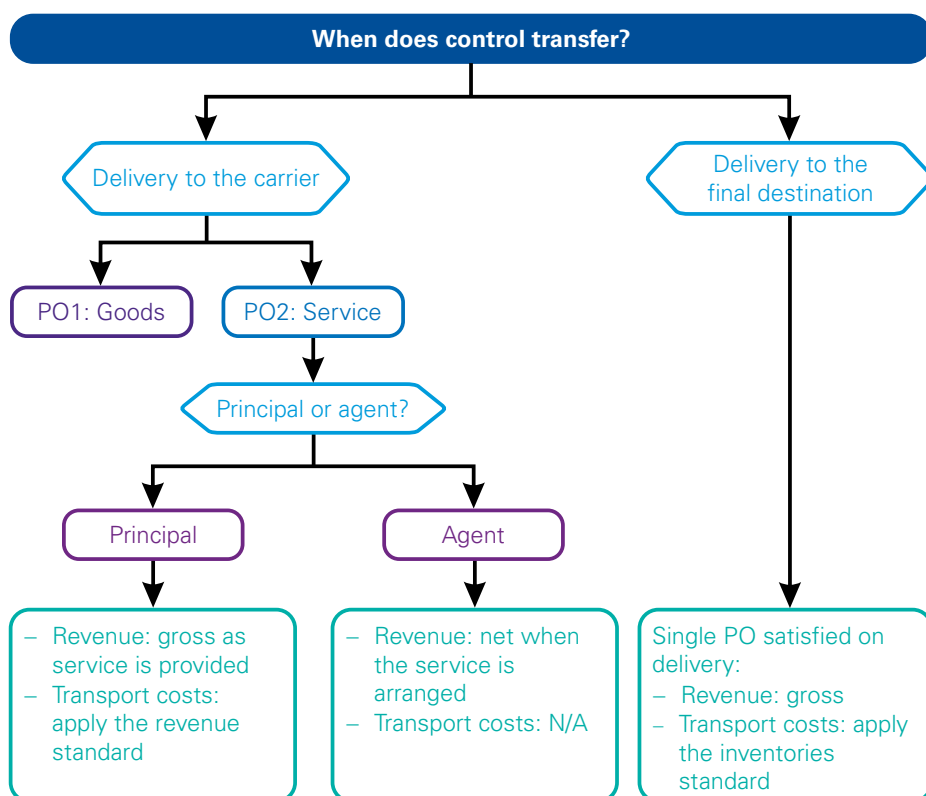 When does control transfer?
Delivery to the carrier
Delivery to the
final destination
PO1: Goods
PO2: Service
Principal or agent?
Principal
Agent
– Revenue: gross as
service is provided
– Transport costs:
apply the revenue
standard
– Revenue: net when
the service is
arranged
– Transport costs: N/A
Single PO satisfied on
delivery:
– Revenue: gross
– Transport costs: apply
the inventories
standard